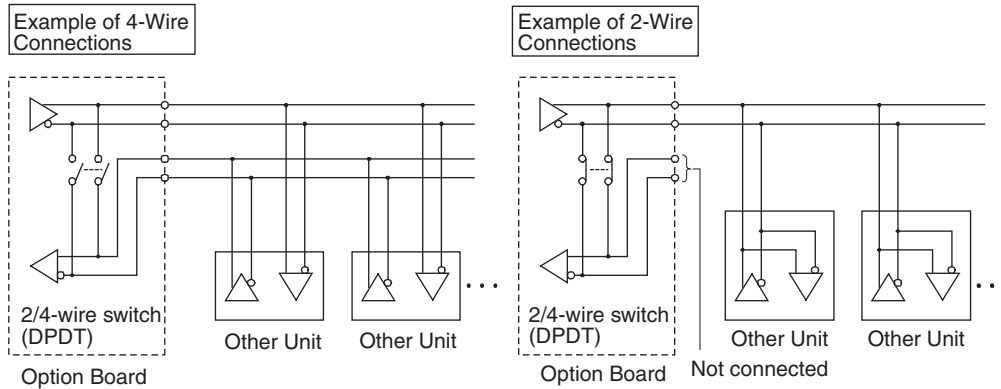 Example of 4-Wire
Connections
2/4-wire switch
(DPDT)
Option Board
Other Unit
Other Unit
Example of 2-Wire
Connections
2/4-wire switch
(DPDT)
Option Board
Other Unit
Other Unit
Not connected